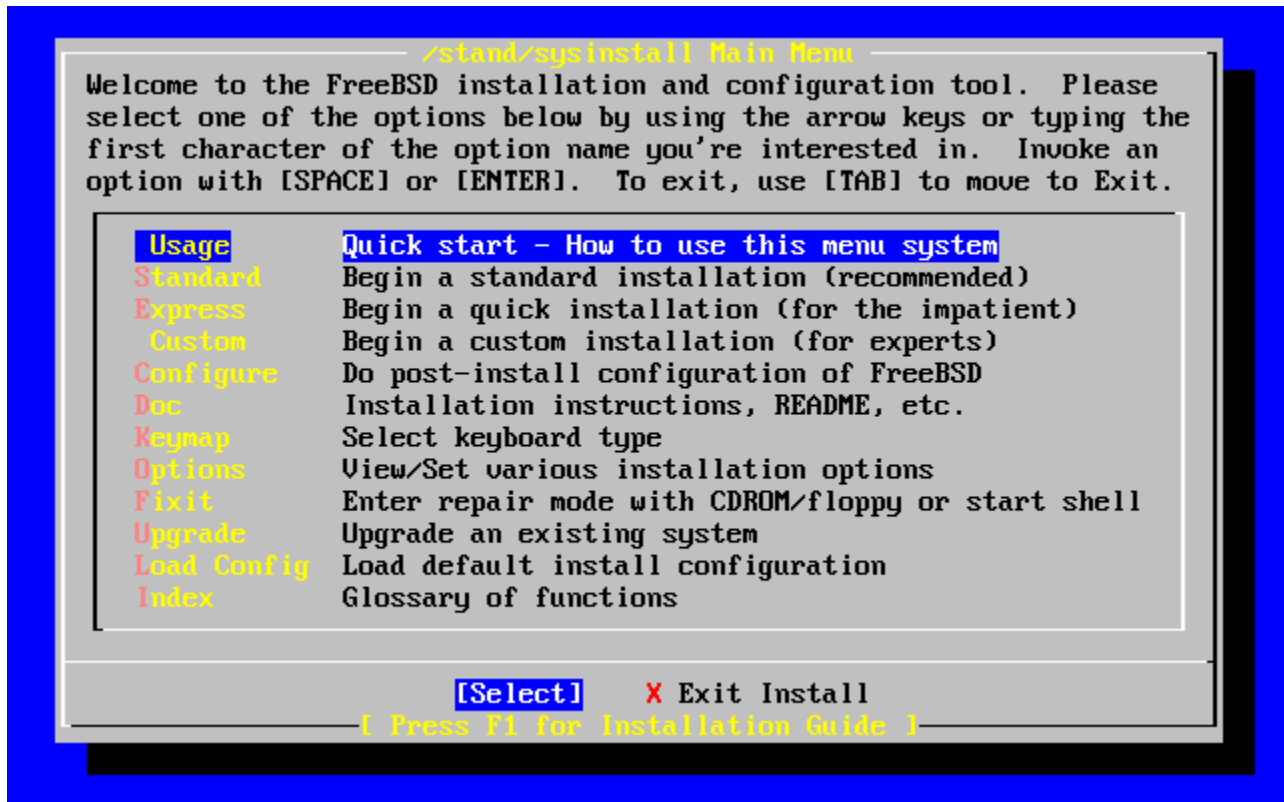 /stand/sysinstall Main Menu
Welcome to the FreeBSD installation and configuration tool.  Please
select one of the options below by using the arrow keys or typing the
first character of the option name you're interested in.  Invoke an
option with [SPACE] or [ENTER].  To exit, use [TAB] to move to Exit.
Usage Quick start - How to use this menu system
Standard Begin a standard installation (recommended)
Express Begin a quick installation (for the impatient)
Custom Begin a custom installation (for experts)
Configure Do post-install configuration of FreeBSD
Doc Installation instructions, README, etc.
Keymap Select keyboard type
Options View/Set various installation options
Fixit Enter repair mode with CDROM/floppy or start shell
Upgrade Upgrade an existing system
Load Config Load default install configuration
Index Glossary of functions
[Select] X Exit Install
[ Press F1 for Installation Guide ]